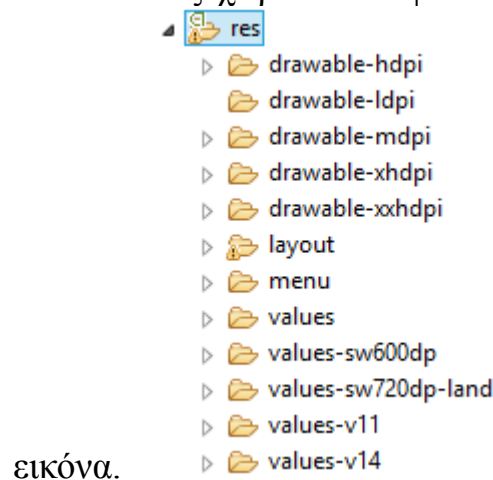 res
drawable-hdpi
drawable-ldpi
drawable-mdpi
drawable-xhdpi
drawable-xxhdpi
layout
menu
values
values-sw600dp
values-sw720dp-land
values-v11
εικόνα. values-v14